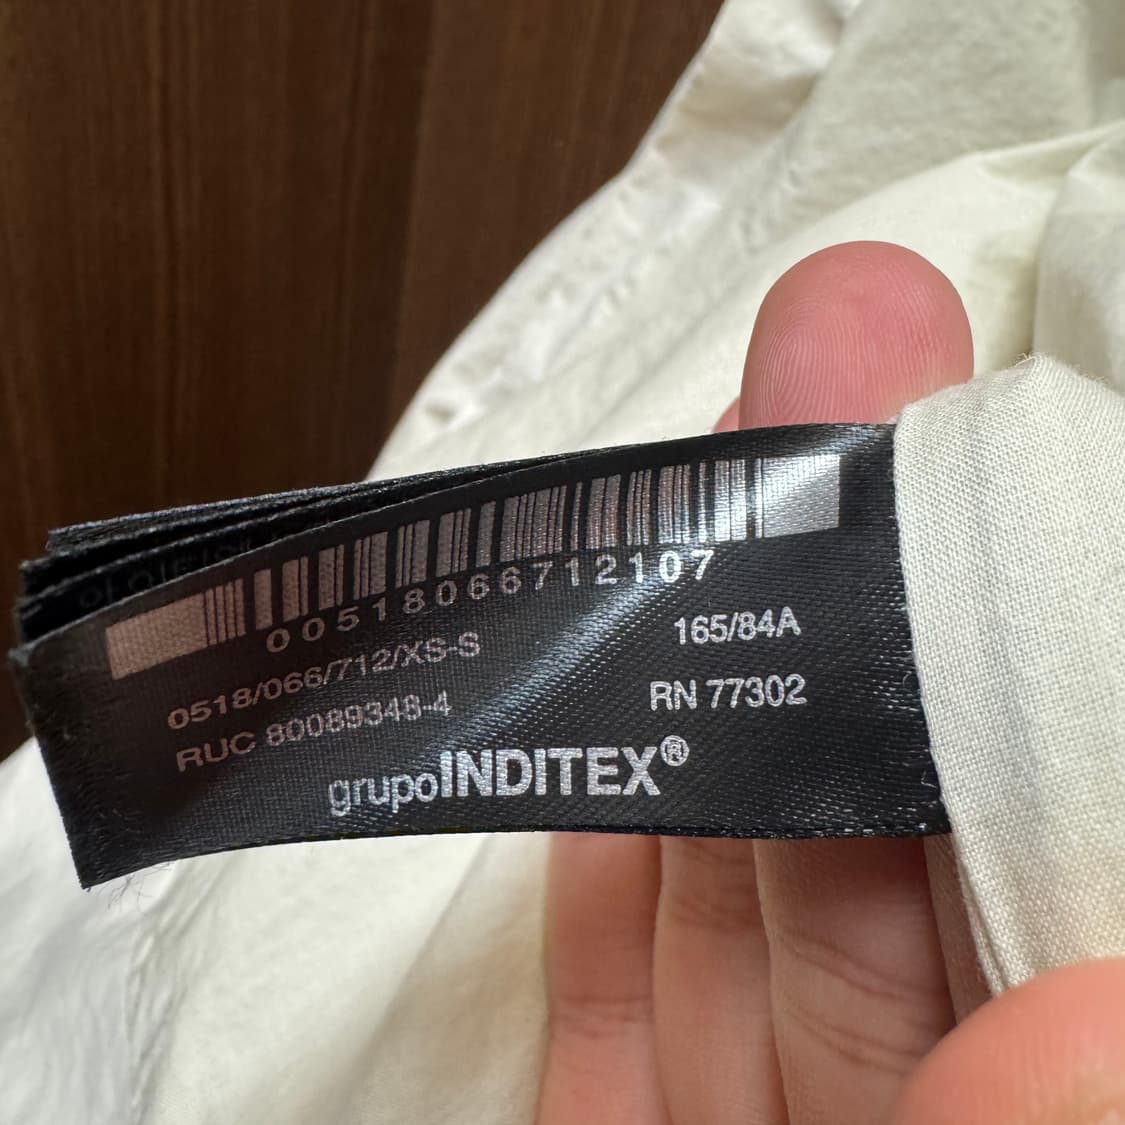 00518066712107
0518/066/712/XS-S
165/84A
RUC 80089348-4
RN 77302
grupoINDITEX®